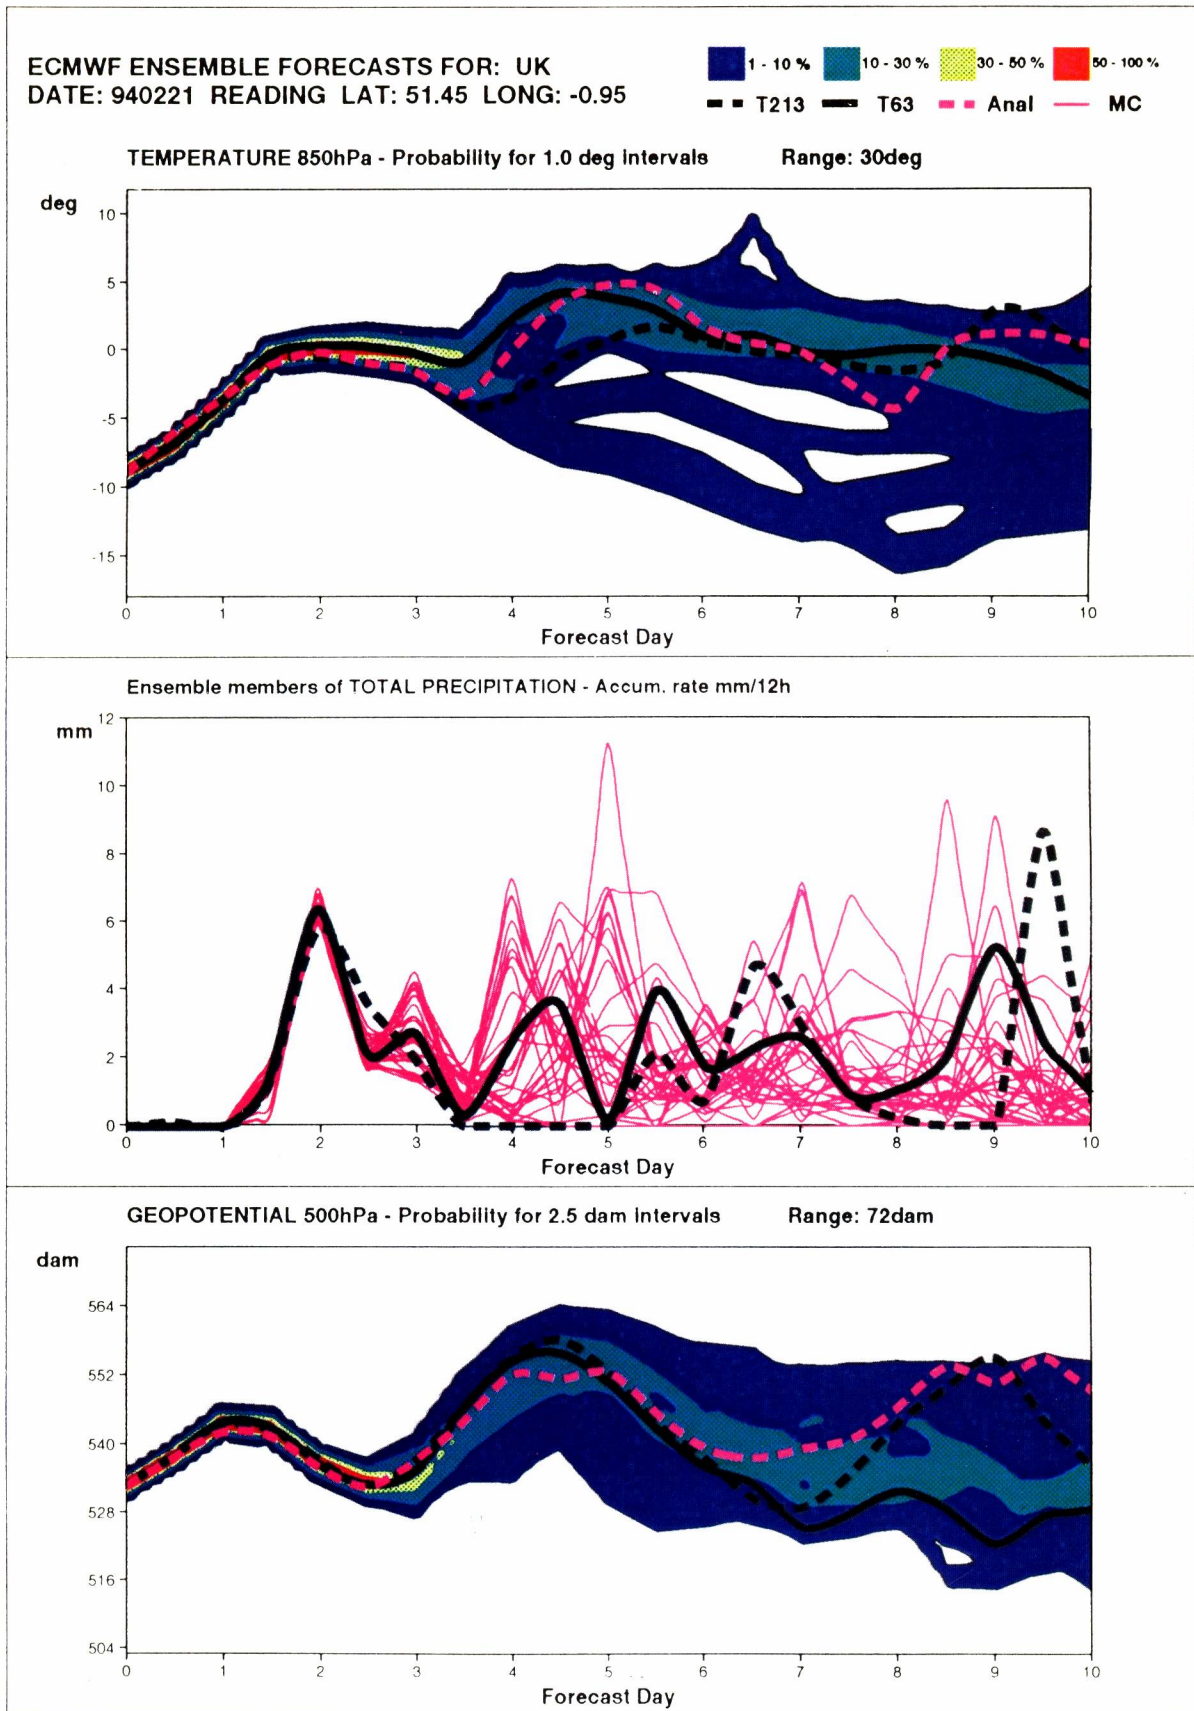 ECMWF ENSEMBLE FORECASTS FOR: UK
DATE: 940221 READING LAT: 51.45 LONG: -0.95
1 - 10 % 10 - 30 % 30 - 50 % 50 - 100 %
T213 T63 Anal MC
TEMPERATURE 850hPa - Probability for 1.0 deg intervals Range: 30deg
deg
10
5
0
-5
-10
-15
0 1 2 3 4 5 6 7 8 9 10
Forecast Day
Ensemble members of TOTAL PRECIPITATION - Accum. rate mm/12h
mm
12
10
8
6
4
2
0
0 1 2 3 4 5 6 7 8 9 10
Forecast Day
GEOPOTENTIAL 500hPa - Probability for 2.5 dam intervals Range: 72dam
dam
564
552
540
528
516
504
0 1 2 3 4 5 6 7 8 9 10
Forecast Day